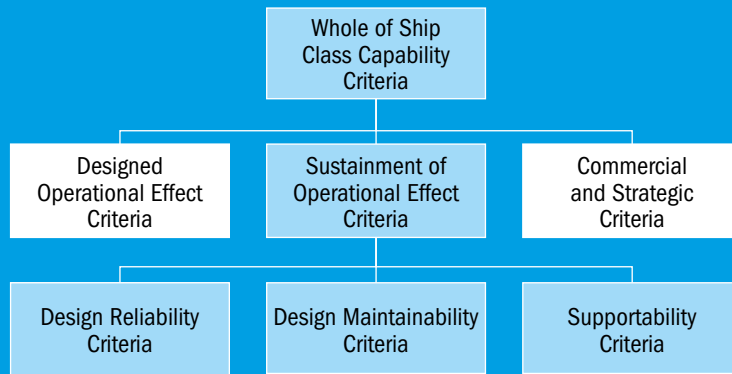 Whole of Ship
Class Capability
Criteria
Designed
Operational Effect
Criteria
Sustainment of
Operational Effect
Criteria
Commercial
and Strategic
Criteria
Design Reliability
Criteria
Design Maintainability
Criteria
Supportability
Criteria